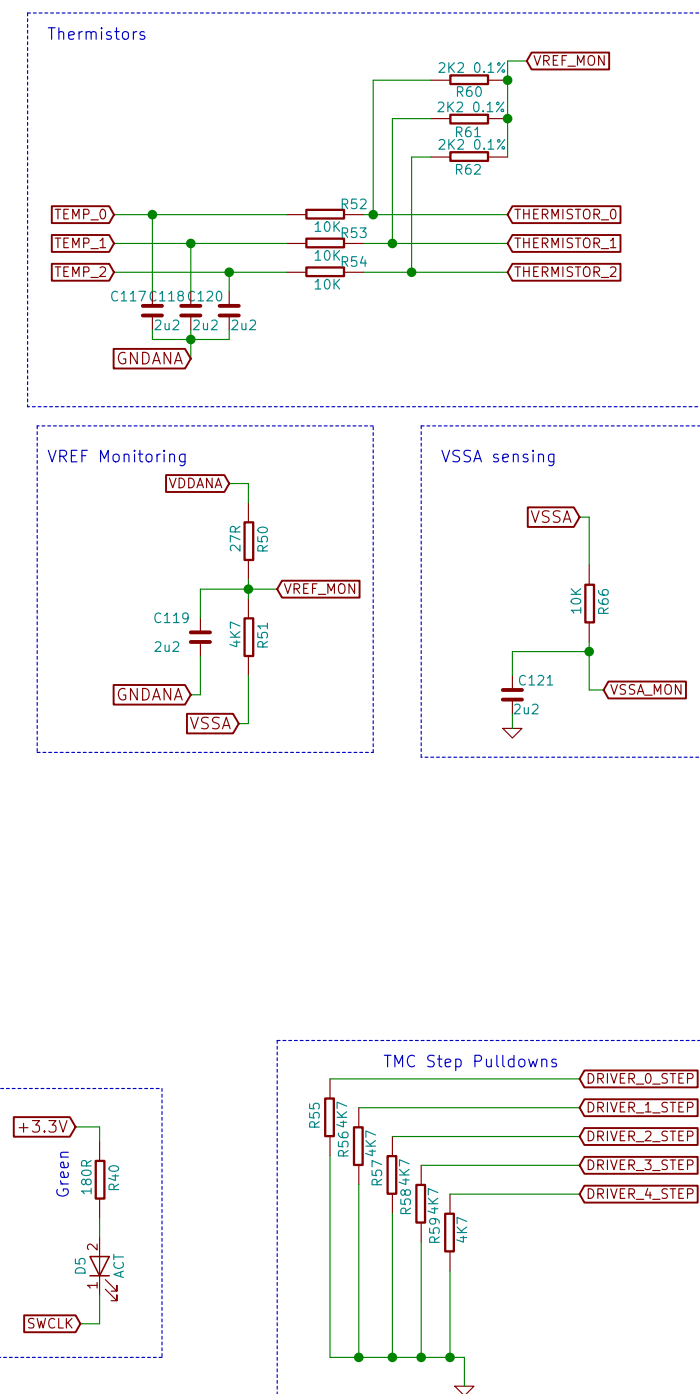 Thermistors
VREF_MON
2K2 0.1%
R60
2K2 0.1%
R61
2K2 0.1%
R62
TEMP_0
R52
10K
THERMISTOR_0
TEMP_1
R53
10K
THERMISTOR_1
TEMP_2
R54
10K
THERMISTOR_2
C117 C118 C120
2u2 2u2 2u2
GNDANA
VREF Monitoring
VDDANA
27R R50
VREF_MON
C119
2u2
4K7 R51
GNDANA
VSSA
VSSA sensing
VSSA
10K R66
C121
2u2
VSSA_MON
TMC Step Pulldowns
DRIVER_0_STEP
R55 4K7
DRIVER_1_STEP
R56 4K7
DRIVER_2_STEP
R57 4K7
DRIVER_3_STEP
R58 4K7
DRIVER_4_STEP
R59 4K7
+3.3V
Green
180R R40
2
D5 ACT
1
SWCLK